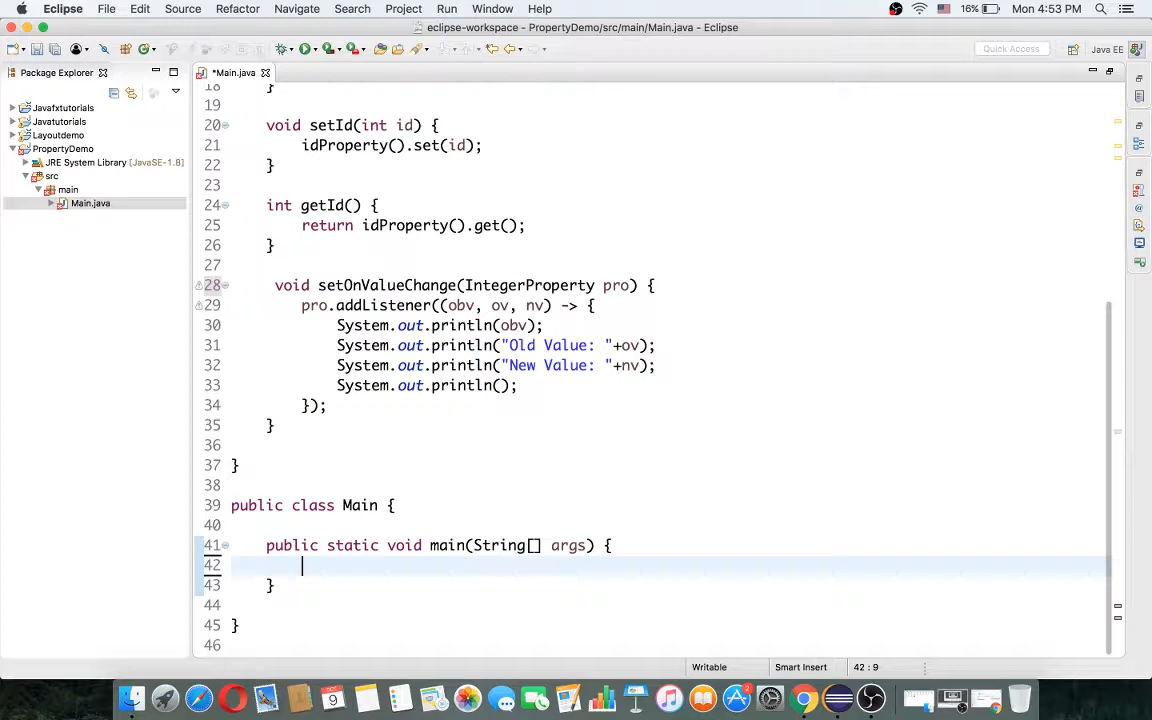 Eclipse File Edit Source Refactor Navigate Search Project Run Window Help 16% Mon 4:53 PM
eclipse-workspace - PropertyDemo/src/main/Main.java - Eclipse
Quick Access Java EE
Package Explorer
*Main.java
Javafxtutorials
Javatutorials
Layoutdemo
PropertyDemo
JRE System Library [JavaSE-1.8]
src
main
Main.java
18 }
19
20 void setId(int id) {
21 idProperty().set(id);
22 }
23
24 int getId() {
25 return idProperty().get();
26 }
27
28 void setOnValueChange(IntegerProperty pro) {
29 pro.addListener((obv, ov, nv) -> {
30 System.out.println(obv);
31 System.out.println("Old Value: "+ov);
32 System.out.println("New Value: "+nv);
33 System.out.println();
34 });
35 }
36
37 }
38
39 public class Main {
40
41 public static void main(String[] args) {
42
43 }
44
45 }
46
Writable Smart Insert 42 : 9
9
2